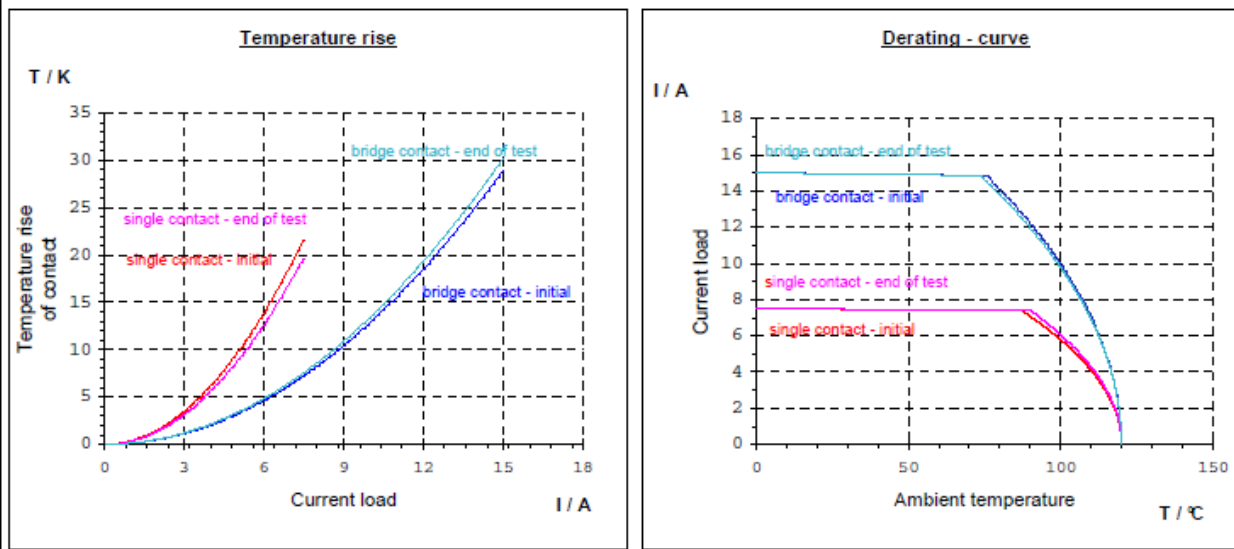 Temperature rise
T / K
35
30
25
20
15
10
5
0
Temperature rise
of contact
bridge contact - end of test
single contact - end of test
single contact - initial
bridge contact - initial
0 3 6 9 12 15 18
Current load
I / A
Derating - curve
I / A
18
16
14
12
10
8
6
4
2
0
Current load
bridge contact - end of test
bridge contact - initial
single contact - end of test
single contact - initial
0 50 100 150
Ambient temperature
T / ºC